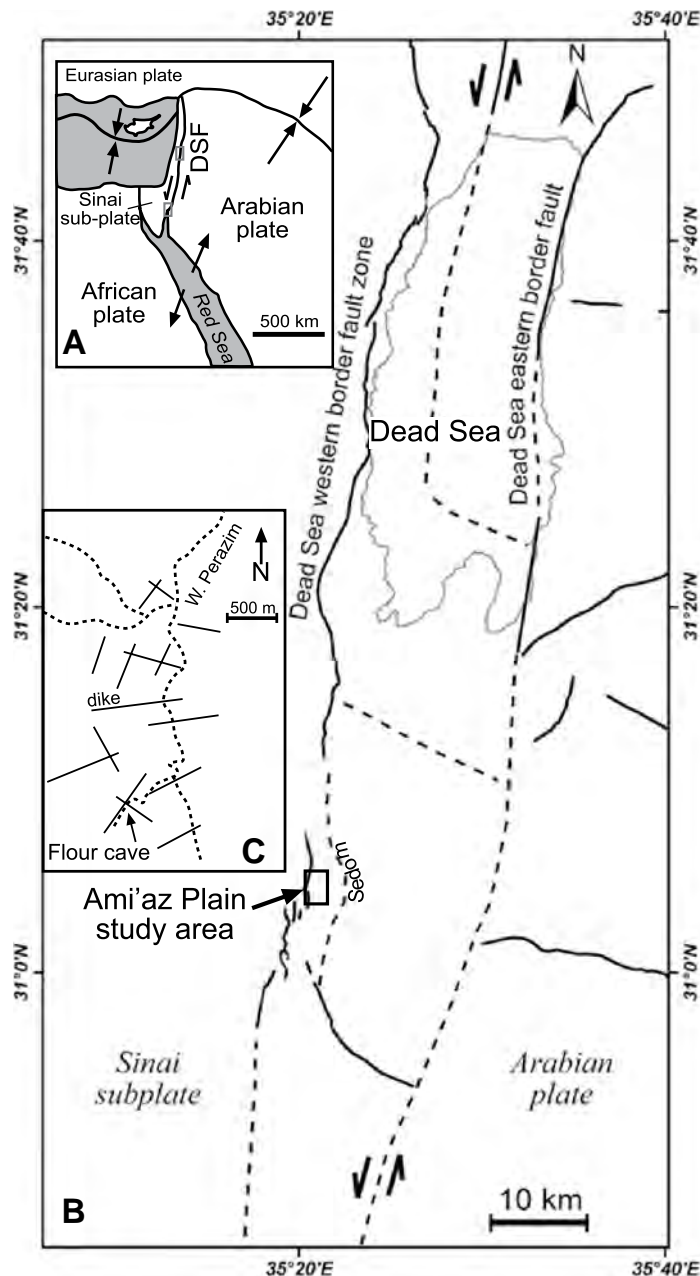 35°20'E
35°40'E
N
Eurasian plate
DSF
Sinai
sub-plate
Arabian
plate
African
plate
Red Sea
500 km
A
31°40'N
31°40'N
Dead Sea western border fault zone
Dead Sea eastern border fault
Dead Sea
W. Perazim
N
500 m
dike
Flour cave
C
31°20'N
31°20'N
Sedom
Ami'az Plain
study area
31°0'N
31°0'N
Sinai
subplate
Arabian
plate
10 km
B
35°20'E
35°40'E